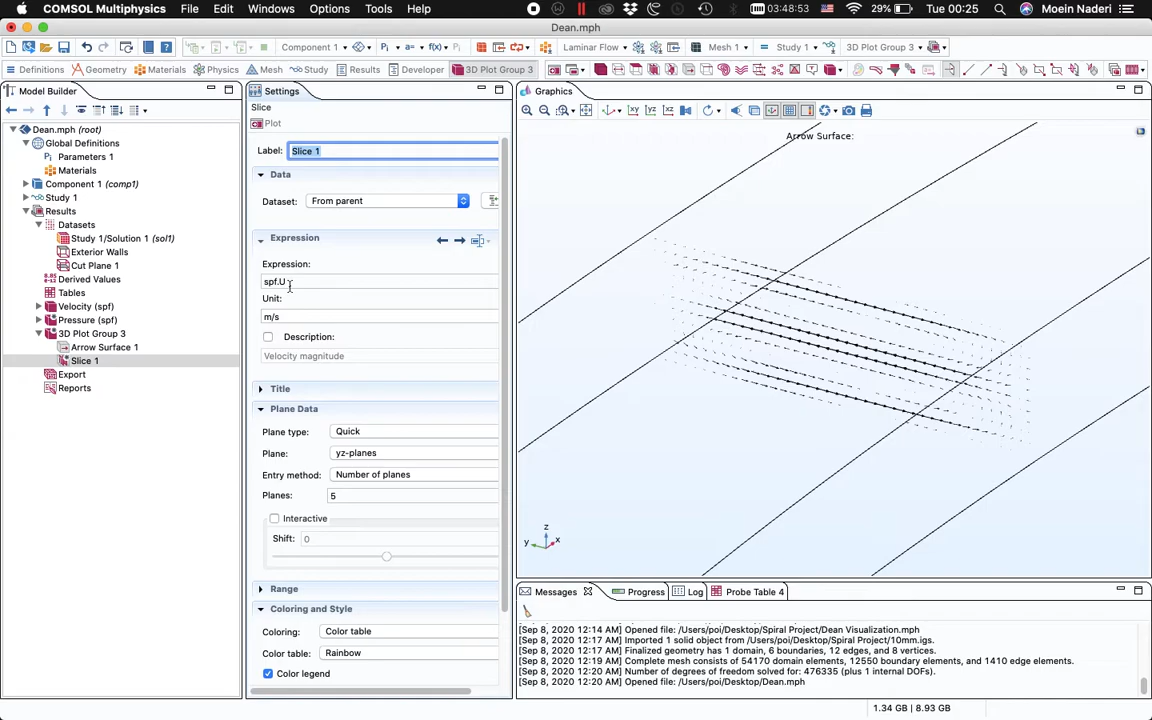 COMSOL Multiphysics File Edit Windows Options Tools Help 03:48:53 29% Tue 00:25 Moein Naderi
Dean.mph
Component 1 Pi a= f(x) Laminar Flow Mesh 1 = Study 1 3D Plot Group 3
Definitions Geometry Materials Physics Mesh Study Results Developer 3D Plot Group 3
Model Builder
Dean.mph (root)
Global Definitions
Pi Parameters 1
Materials
Component 1 (comp1)
Study 1
Results
Datasets
Study 1/Solution 1 (sol1)
Exterior Walls
Cut Plane 1
8.85
e-12 Derived Values
Tables
Velocity (spf)
Pressure (spf)
3D Plot Group 3
Arrow Surface 1
Slice 1
Export
Reports
Settings
Slice
Plot
Label: Slice 1
Data
Dataset: From parent
Expression
Expression:
spf.U
Unit:
m/s
Description:
Velocity magnitude
Title
Plane Data
Plane type: Quick
Plane: yz-planes
Entry method: Number of planes
Planes: 5
Interactive
Shift: 0
Range
Coloring and Style
Coloring: Color table
Color table: Rainbow
Color legend
Graphics
xy yz xz
Arrow Surface:
z
y x
Messages Progress Log Probe Table 4
[Sep 8, 2020 12:14 AM] Opened file: /Users/poi/Desktop/Spiral Project/Dean Visualization.mph
[Sep 8, 2020 12:17 AM] Imported 1 solid object from /Users/poi/Desktop/Spiral Project/10mm.igs.
[Sep 8, 2020 12:17 AM] Finalized geometry has 1 domain, 6 boundaries, 12 edges, and 8 vertices.
[Sep 8, 2020 12:19 AM] Complete mesh consists of 54170 domain elements, 12550 boundary elements, and 1410 edge elements.
[Sep 8, 2020 12:20 AM] Number of degrees of freedom solved for: 476335 (plus 1 internal DOFs).
[Sep 8, 2020 12:20 AM] Opened file: /Users/poi/Desktop/Dean.mph
1.34 GB | 8.93 GB